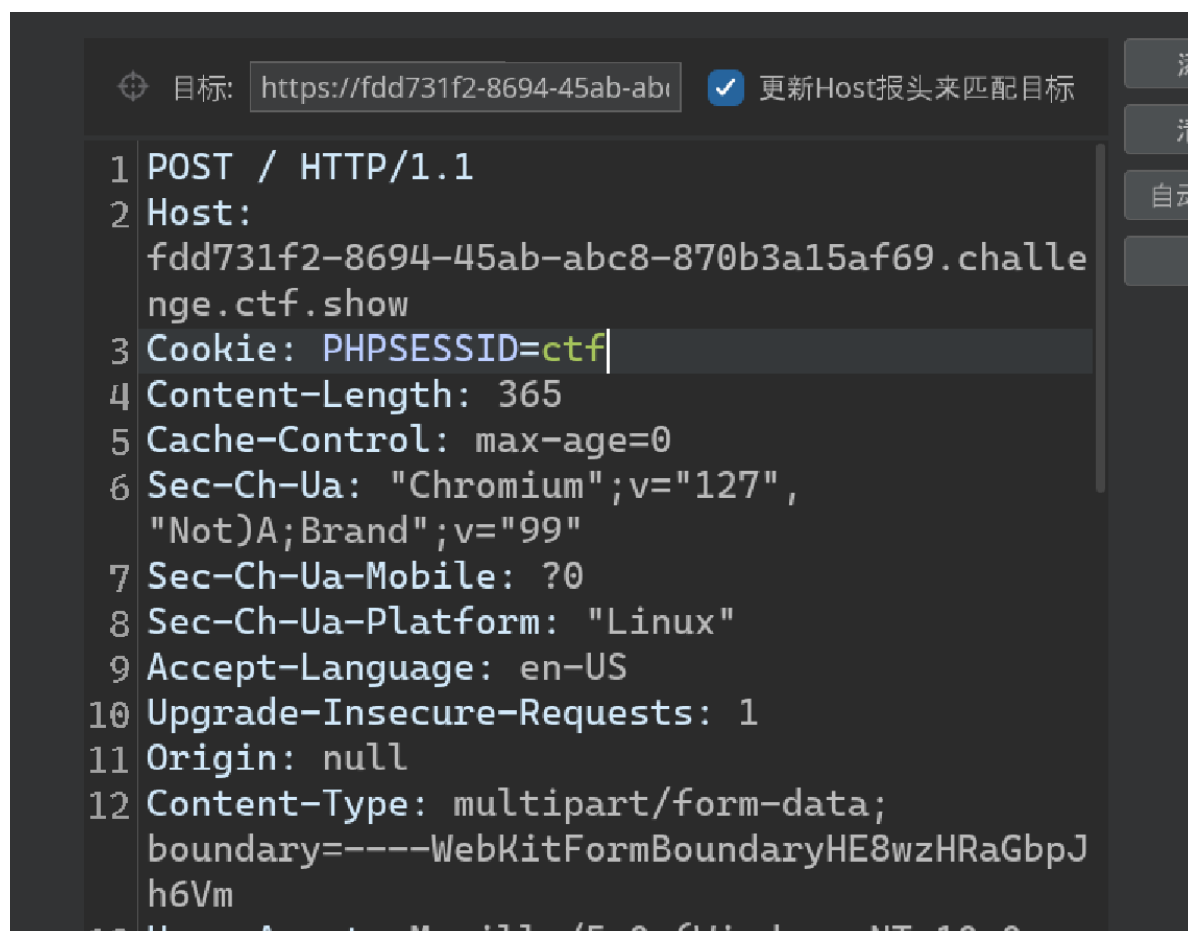 目标: https://fdd731f2-8694-45ab-ab 更新Host报头来匹配目标
自
1 POST / HTTP/1.1
2 Host:
fdd731f2-8694-45ab-abc8-870b3a15af69.challe
nge.ctf.show
3 Cookie: PHPSESSID=ctf
4 Content-Length: 365
5 Cache-Control: max-age=0
6 Sec-Ch-Ua: "Chromium";v="127",
"Not)A;Brand";v="99"
7 Sec-Ch-Ua-Mobile: ?0
8 Sec-Ch-Ua-Platform: "Linux"
9 Accept-Language: en-US
10 Upgrade-Insecure-Requests: 1
11 Origin: null
12 Content-Type: multipart/form-data;
boundary=----WebKitFormBoundaryHE8wzHRaGbpJ
h6Vm